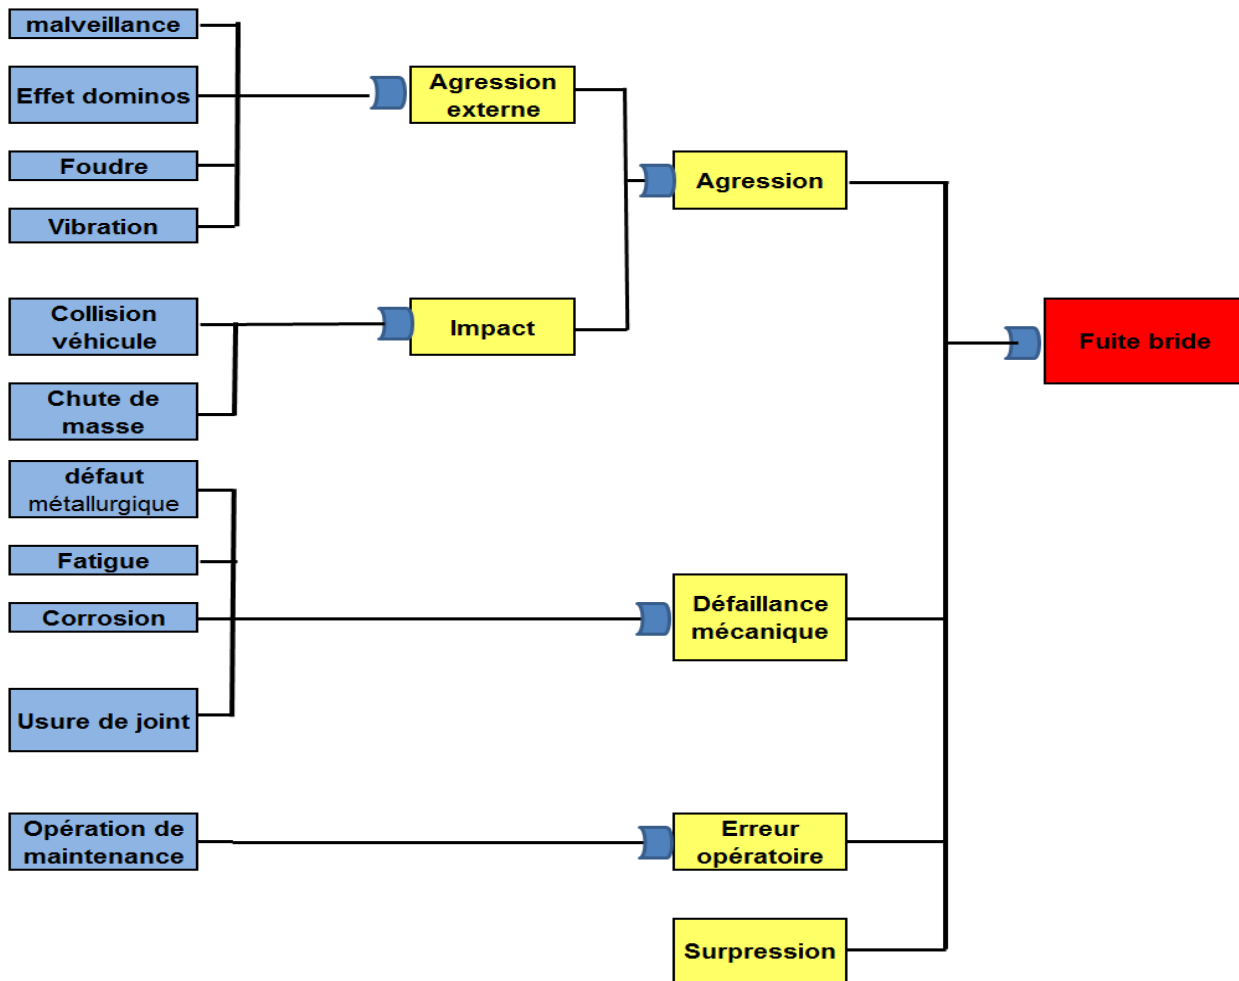 malveillance
Effet dominos
Foudre
Vibration
Collision
véhicule
Chute de
masse
défaut
métallurgique
Fatigue
Corrosion
Usure de joint
Opération de
maintenance
Agression
externe
Impact
Agression
Défaillance
mécanique
Erreur
opératoire
Surpression
Fuite bride